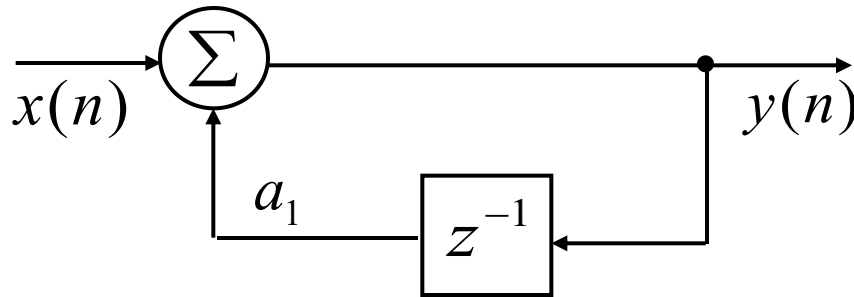 ∑
x(n)
y(n)
a₁
z⁻¹